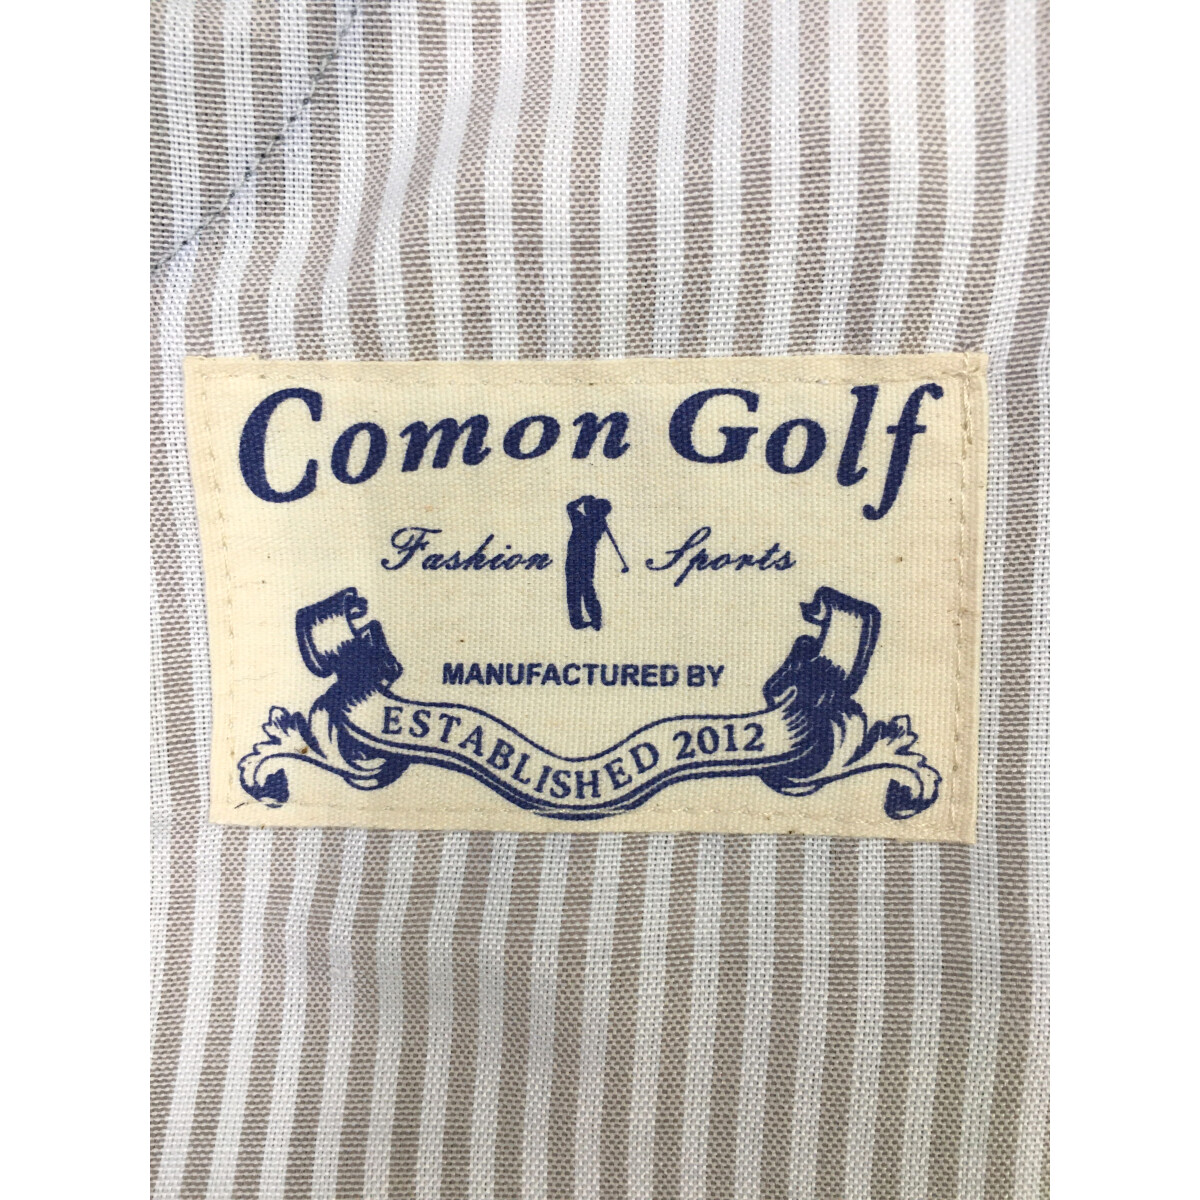 Comon Golf
Fashion Sports
MANUFACTURED BY
ESTABLISHED 2012